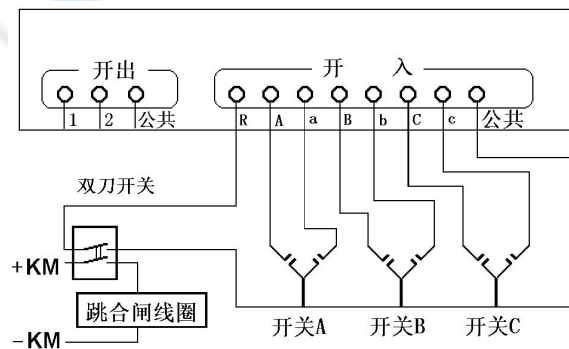 开出
开 入
1 2 公共
R A a B b C c 公共
双刀开关
+KM
跳合闸线圈
-KM
开关A 开关B 开关C